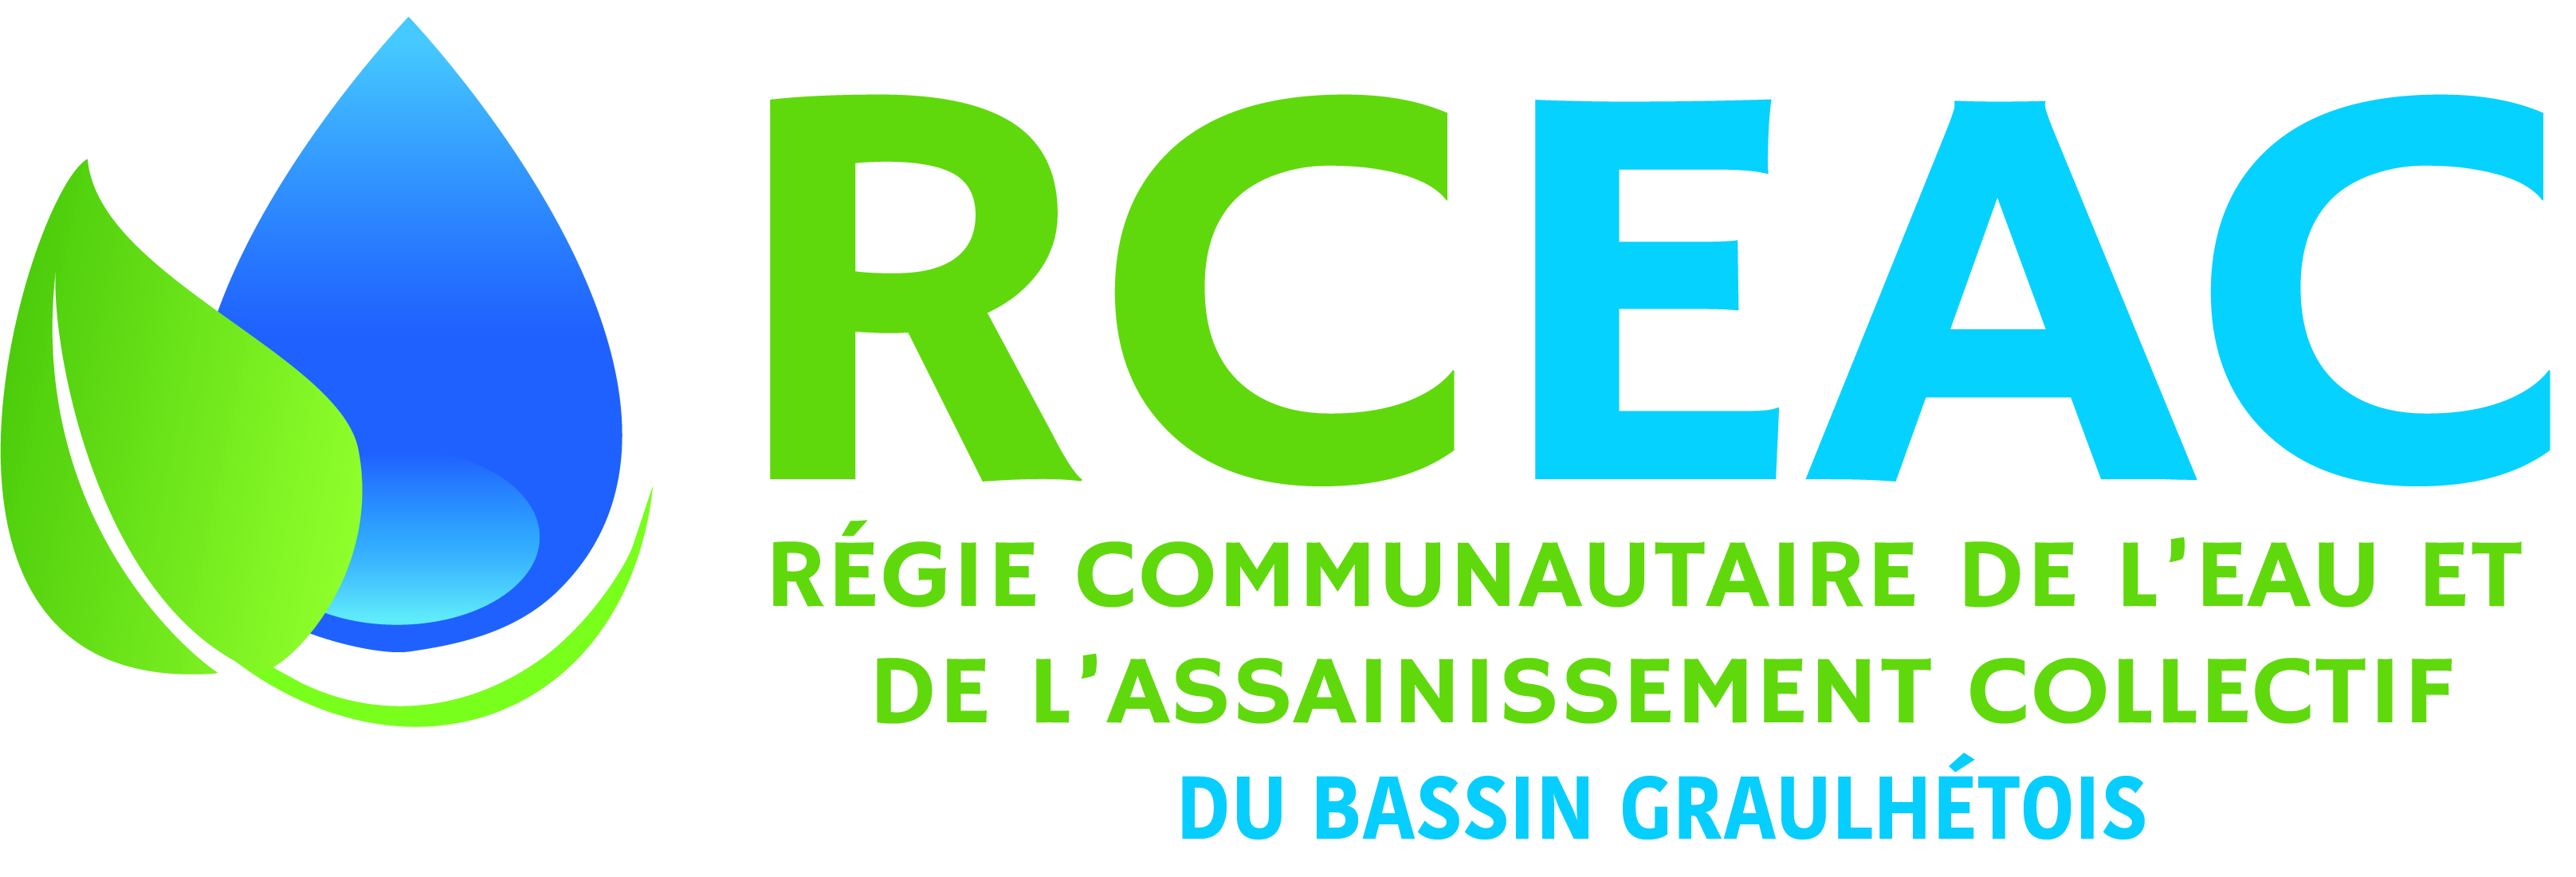 RCEAC
RÉGIE COMMUNAUTAIRE DE L'EAU ET
DE L'ASSAINISSEMENT COLLECTIF
DU BASSIN GRAULHÉTOIS